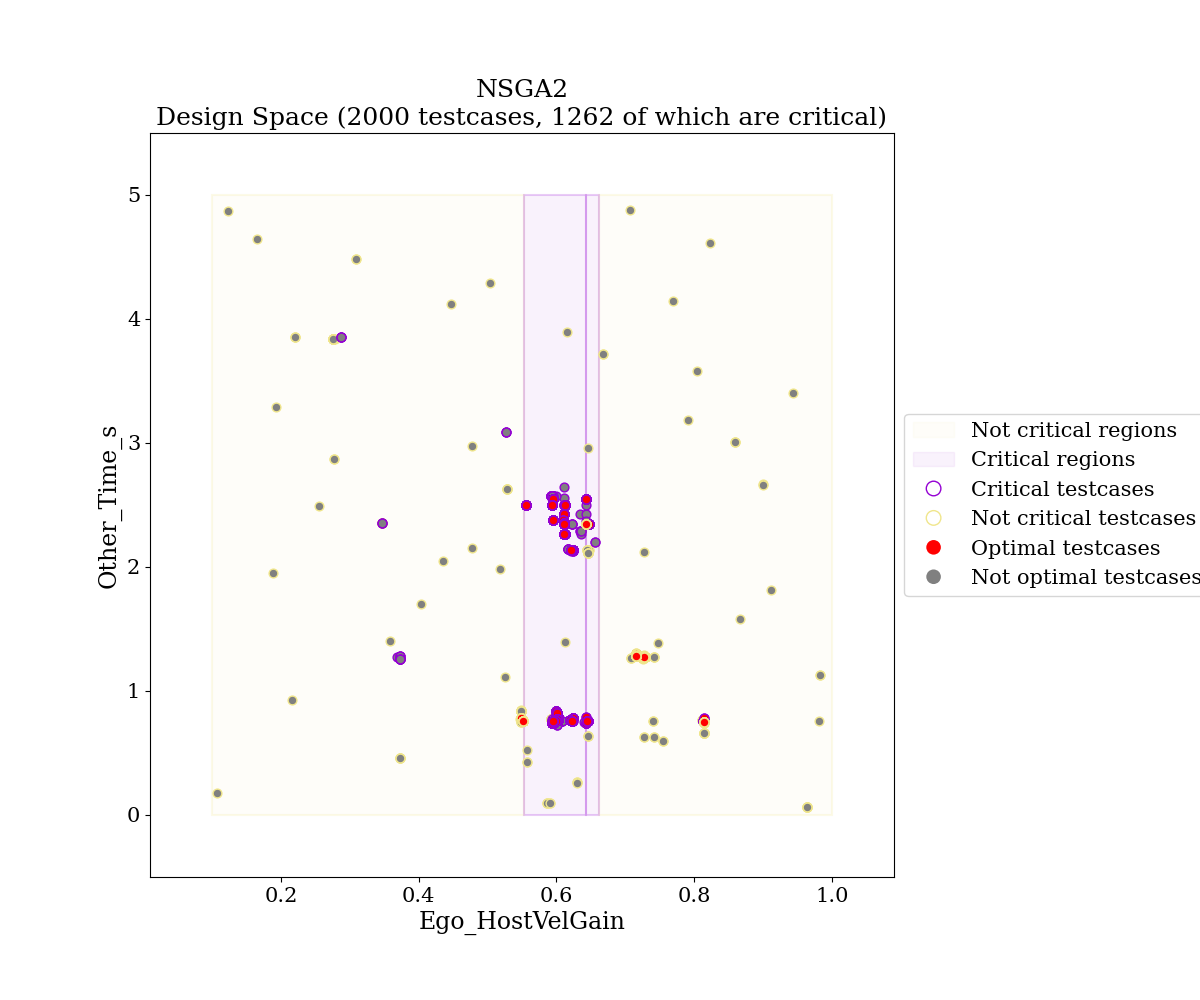 NSGA2
Design Space (2000 testcases, 1262 of which are critical)
5
4
3
2
1
0
Other_Time_s
0.2
0.4
0.6
0.8
1.0
Ego_HostVelGain
Not critical regions
Critical regions
Critical testcases
Not critical testcases
Optimal testcases
Not optimal testcases